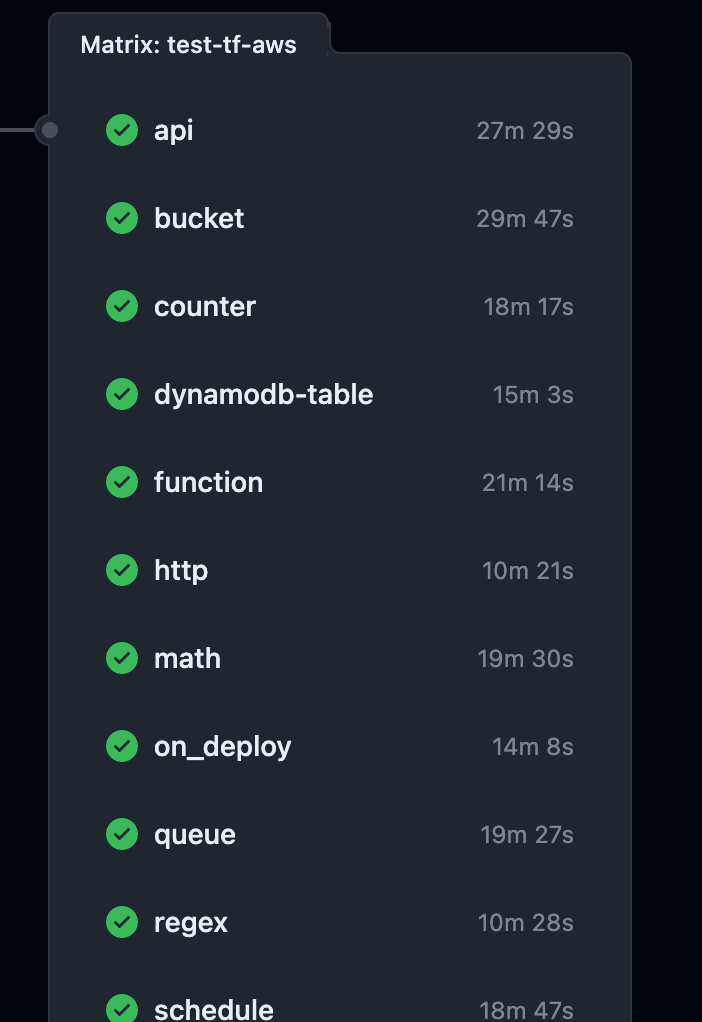 Matrix: test-tf-aws
api 27m 29s
bucket 29m 47s
counter 18m 17s
dynamodb-table 15m 3s
function 21m 14s
http 10m 21s
math 19m 30s
on_deploy 14m 8s
queue 19m 27s
regex 10m 28s
schedule 18m 47s